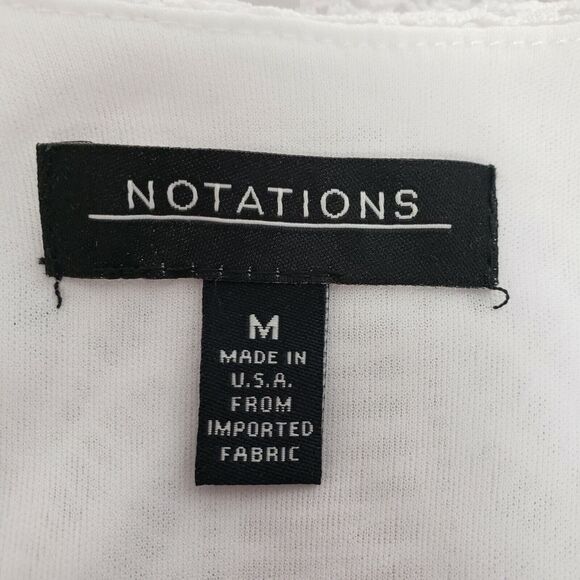 NOTATIONS
M
MADE IN
U.S.A.
FROM
IMPORTED
FABRIC